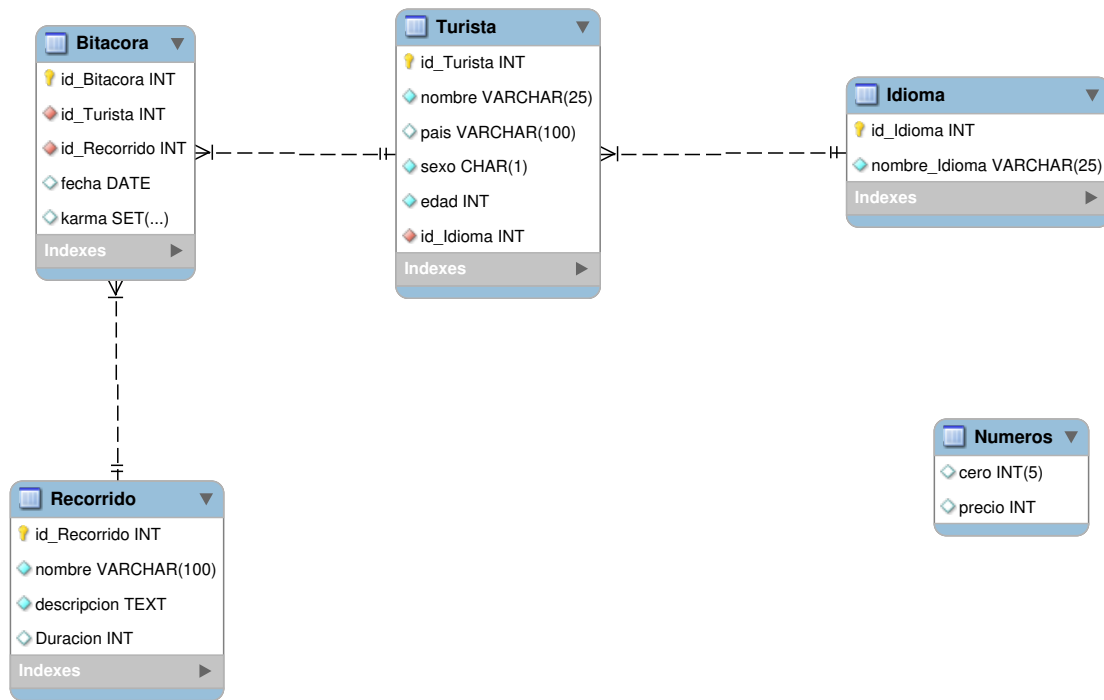 Bitacora
id_Bitacora INT
id_Turista INT
id_Recorrido INT
fecha DATE
karma SET(...)
Indexes
Turista
id_Turista INT
nombre VARCHAR(25)
pais VARCHAR(100)
sexo CHAR(1)
edad INT
id_Idioma INT
Indexes
Idioma
id_Idioma INT
nombre_Idioma VARCHAR(25)
Indexes
Recorrido
id_Recorrido INT
nombre VARCHAR(100)
descripcion TEXT
Duracion INT
Indexes
Numeros
cero INT(5)
precio INT